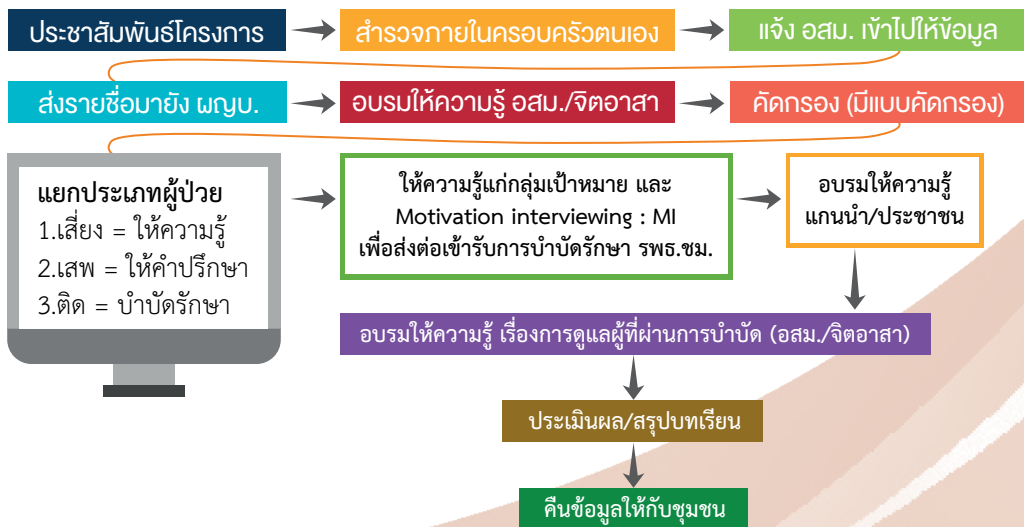 ประชาสัมพันธ์โครงการ
สำรวจภายในครอบครัวตนเอง
แจ้ง อสม. เข้าไปให้ข้อมูล
ส่งรายชื่อมายัง ผญบ.
อบรมให้ความรู้ อสม./จิตอาสา
คัดกรอง (มีแบบคัดกรอง)
แยกประเภทผู้ป่วย
1.เสี่ยง = ให้ความรู้
2.เสพ = ให้คำปรึกษา
3.ติด = บำบัดรักษา
ให้ความรู้แก่กลุ่มเป้าหมาย และ
Motivation interviewing : MI
เพื่อส่งต่อเข้ารับการบำบัดรักษา รพธ.ชม.
อบรมให้ความรู้
แกนนำ/ประชาชน
อบรมให้ความรู้ เรื่องการดูแลผู้ที่ผ่านการบำบัด (อสม./จิตอาสา)
ประเมินผล/สรุปบทเรียน
คืนข้อมูลให้กับชุมชน